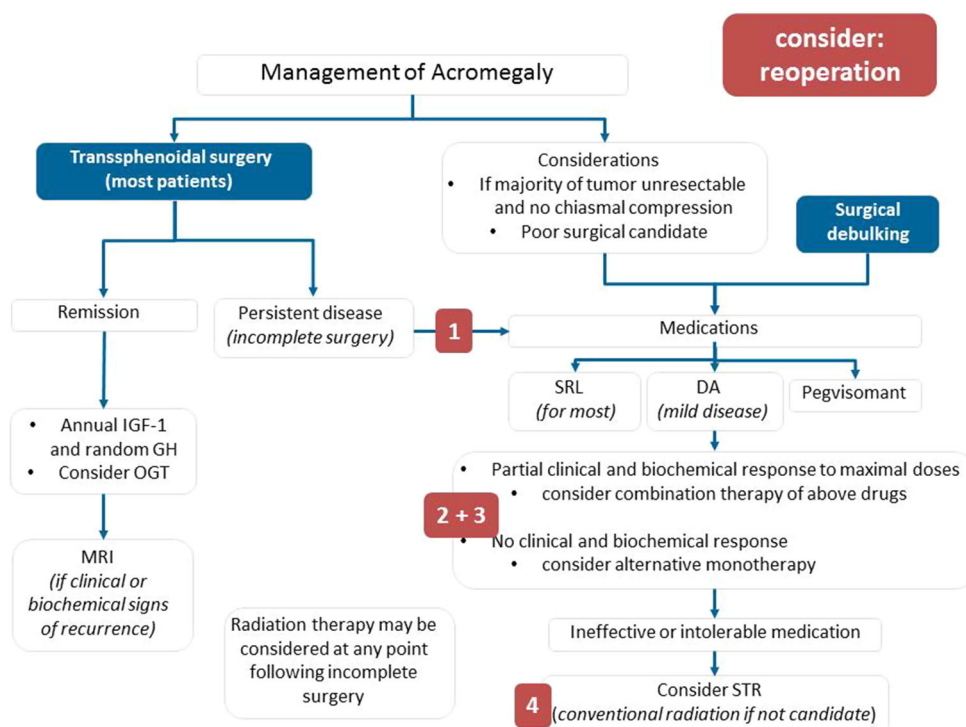 consider:
reoperation
Management of Acromegaly
Transsphenoidal surgery
(most patients)
Considerations
• If majority of tumor unresectable
and no chiasmal compression
• Poor surgical candidate
Surgical
debulking
Remission
Persistent disease
(incomplete surgery)
1
Medications
SRL
(for most)
DA
(mild disease)
Pegvisomant
• Annual IGF-1
and random GH
• Consider OGT
• Partial clinical and biochemical response to maximal doses
• consider combination therapy of above drugs
2 + 3
• No clinical and biochemical response
• consider alternative monotherapy
MRI
(if clinical or
biochemical signs
of recurrence)
Radiation therapy may be
considered at any point
following incomplete
surgery
Ineffective or intolerable medication
4
Consider STR
(conventional radiation if not candidate)